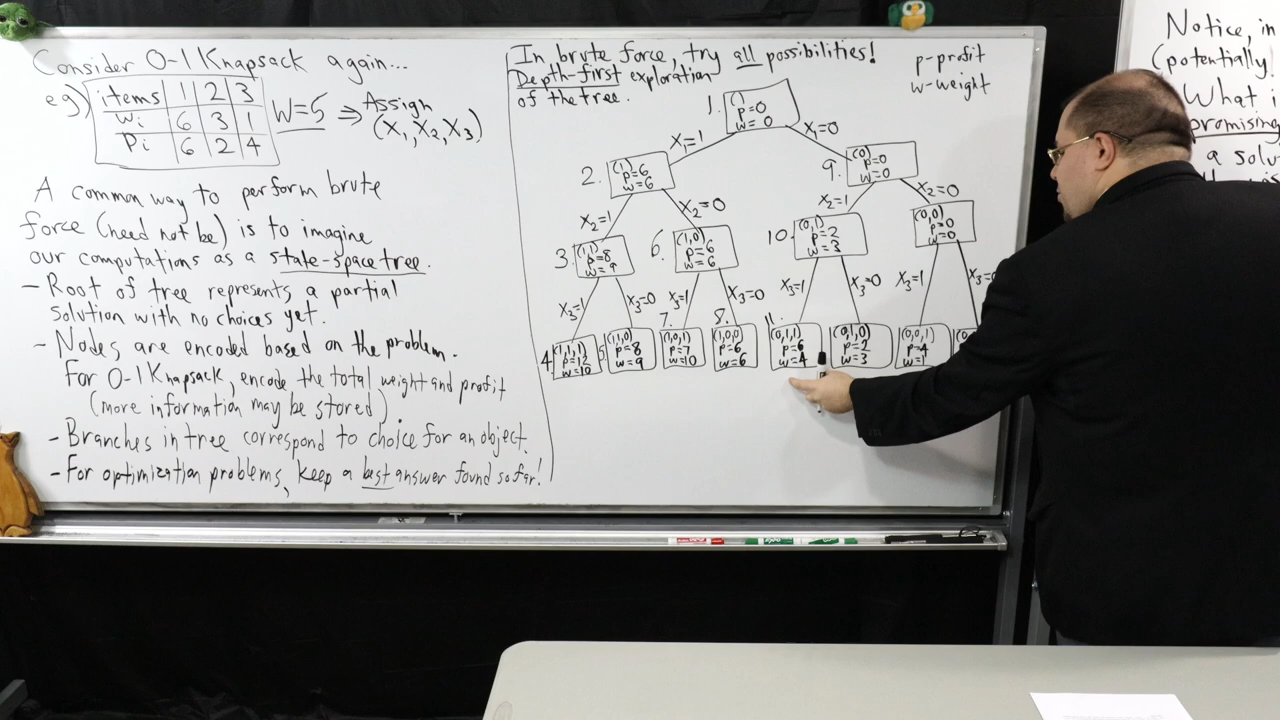 Consider 0-1 Knapsack again...
eg)
items 1 2 3
wi 6 3 1
Pi 6 2 4
W=5 ⇒ Assign
(X₁, X₂, X₃)
A common way to perform brute
force (need not be) is to imagine
our computations as a state-space tree.
- Root of tree represents a partial
solution with no choices yet.
- Nodes are encoded based on the problem.
For 0-1 Knapsack, encode the total weight and profit
(more information may be stored)
- Branches in tree correspond to choice for an object.
- For optimization problems, keep a best answer found so far!
In brute force, try all possibilities!
Depth-first exploration
of the tree.
p-profit
w-weight
1. ()
p=0
w=0
X₁=1
X₁=0
2. (1)
p=6
w=6
9. (0)
p=0
w=0
X₂=1
X₂=0
X₂=1
X₂=0
3. (1,1)
p=8
w=9
6. (1,0)
p=6
w=6
10. (0,1)
p=2
w=3
(0,0)
p=0
w=0
X₃=1
X₃=0
X₃=1
X₃=0
X₃=1
X₃=0
X₃=1
X₃=0
4. (1,1,1)
p=12
w=10
5. (1,1,0)
p=8
w=9
7. (1,0,1)
w=10
8. (1,0,0)
p=6
w=6
11. (0,1,1)
p=6
w=4
(0,1,0)
p=2
w=3
(0,0,1)
p=4
w=1
Notice, in
(potentially
What i
promising
a solu